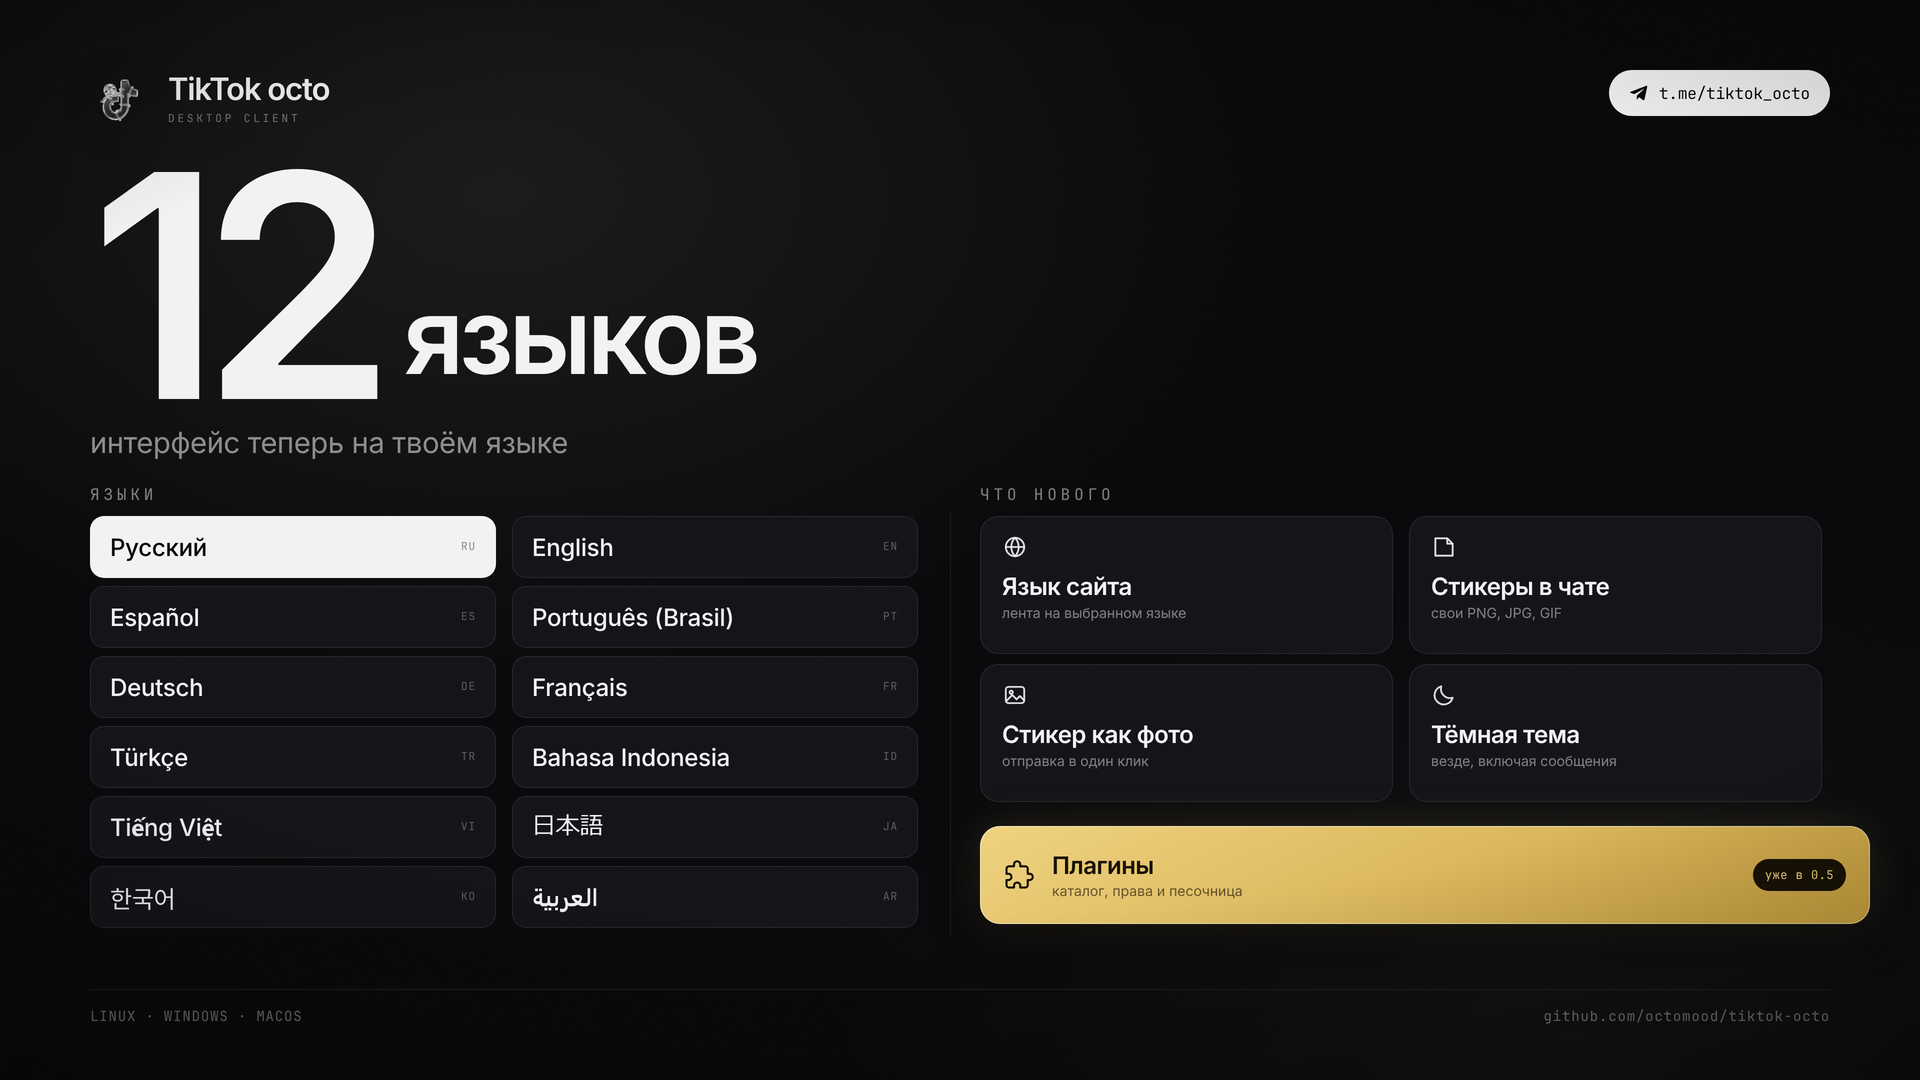 TikTok octo
DESKTOP CLIENT
t.me/tiktok_octo
12 языков
интерфейс теперь на твоём языке
ЯЗЫКИ
Русский RU
English EN
Español ES
Português (Brasil) PT
Deutsch DE
Français FR
Türkçe TR
Bahasa Indonesia ID
Tiếng Việt VI
日本語 JA
한국어 KO
العربية AR
ЧТО НОВОГО
Язык сайта
лента на выбранном языке
Стикеры в чате
свои PNG, JPG, GIF
Стикер как фото
отправка в один клик
Тёмная тема
везде, включая сообщения
Плагины
каталог, права и песочница
уже в 0.5
LINUX · WINDOWS · MACOS
github.com/octomood/tiktok-octo